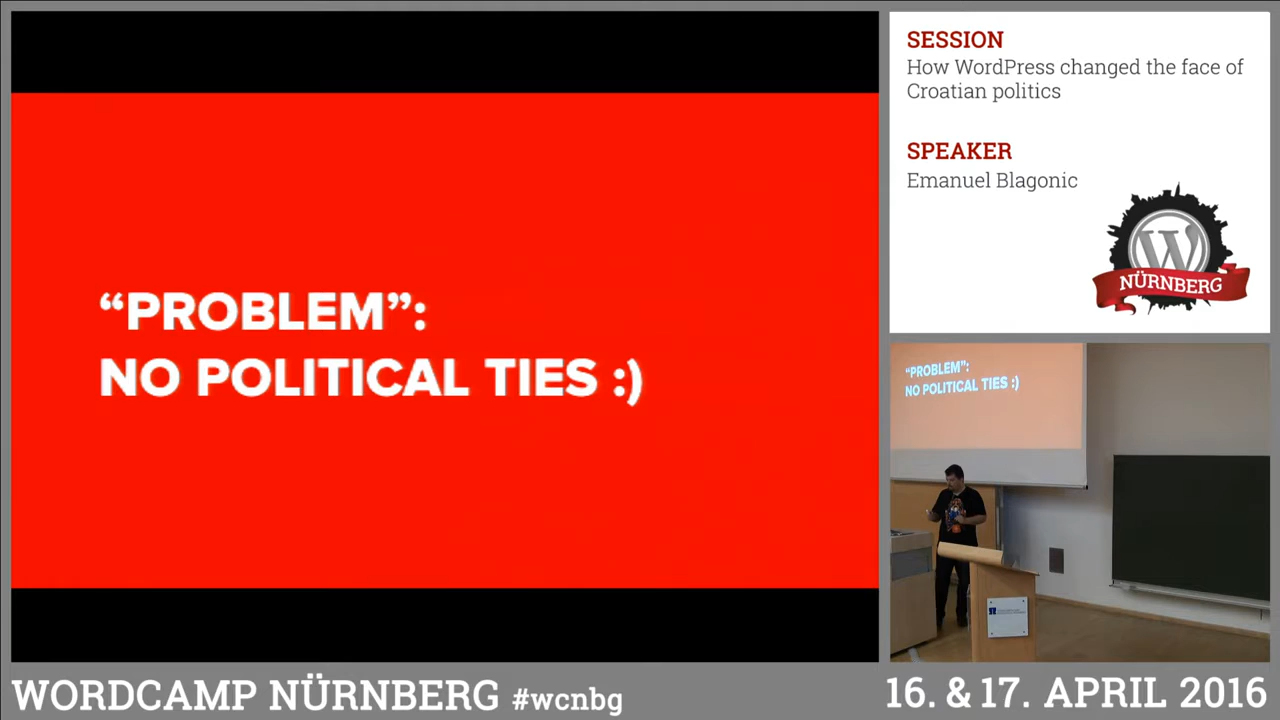 “PROBLEM”:
NO POLITICAL TIES :)
SESSION
How WordPress changed the face of
Croatian politics
SPEAKER
Emanuel Blagonic
W
NÜRNBERG
“PROBLEM”:
NO POLITICAL TIES :)
WORDCAMP NÜRNBERG #wcnbg
16. & 17. APRIL 2016